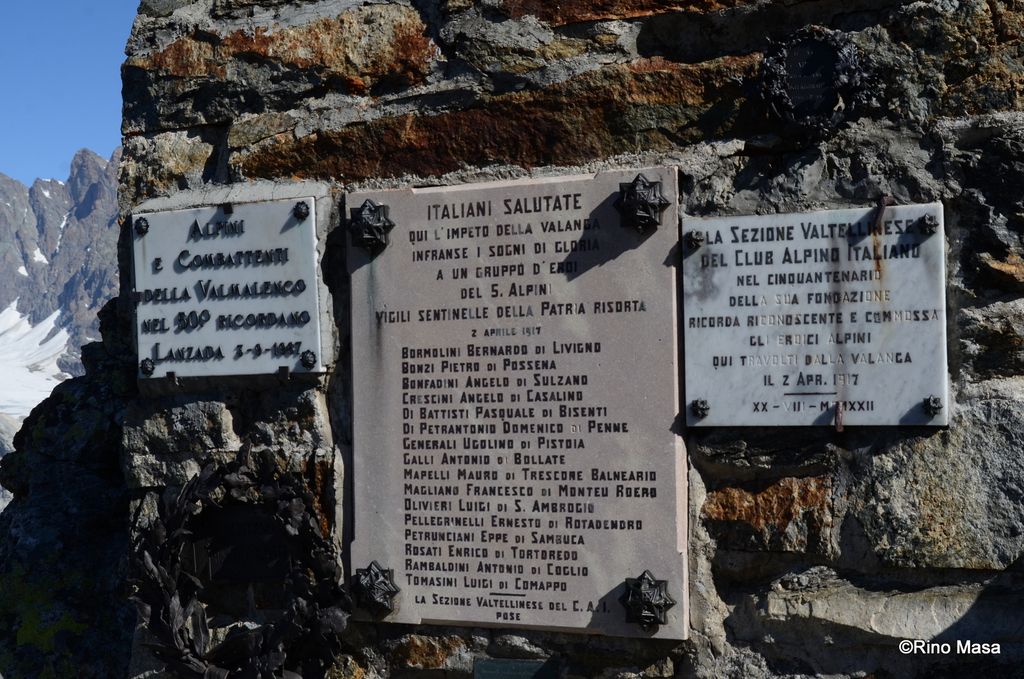 ALPINI
E COMBATTENTI
DELLA VALMALENCO
NEL 50º RICORDANO
LANZADA 3-9-1967
ITALIANI SALUTATE
QUI L'IMPETO DELLA VALANGA
INFRANSE I SOGNI DI GLORIA
A UN GRUPPO D'EROI
DEL 5. ALPINI
VIGILI SENTINELLE DELLA PATRIA RISORTA
2 APRILE 1917
BORMOLINI BERNARDO DI LIVIGNO
BONZI PIETRO DI POSSENA
BONFADINI ANGELO DI SULZANO
CRESCINI ANGELO DI CASALINO
DI BATTISTI PASQUALE DI BISENTI
DI PETRANTONIO DOMENICO DI PENNE
GENERALI UGOLINO DI PISTOIA
GALLI ANTONIO DI BOLLATE
MAPELLI MAURO DI TRESCONE BALNEARIO
MAGLIANO FRANCESCO DI MONTEU ROERO
OLIVIERI LUIGI DI S. AMBROGIO
PELLEGRINELLI ERNESTO DI ROTADENDRO
PETRUNCIANI EPPE DI SAMBUCA
ROSATI ENRICO DI TORTOREDO
RAMBALDINI ANTONIO DI COGLIO
TOMASINI LUIGI DI COMAPPO
LA SEZIONE VALTELLINESE DEL C.A.I.
POSE
LA SEZIONE VALTELLINESE
DEL CLUB ALPINO ITALIANO
NEL CINQUANTENARIO
DELLA SUA FONDAZIONE
RICORDA RICONOSCENTE E COMMOSSA
GLI EROICI ALPINI
QUI TRAVOLTI DALLA VALANGA
IL 2 APR. 1917
XX - VIII - MCMXXII
©Rino Masa